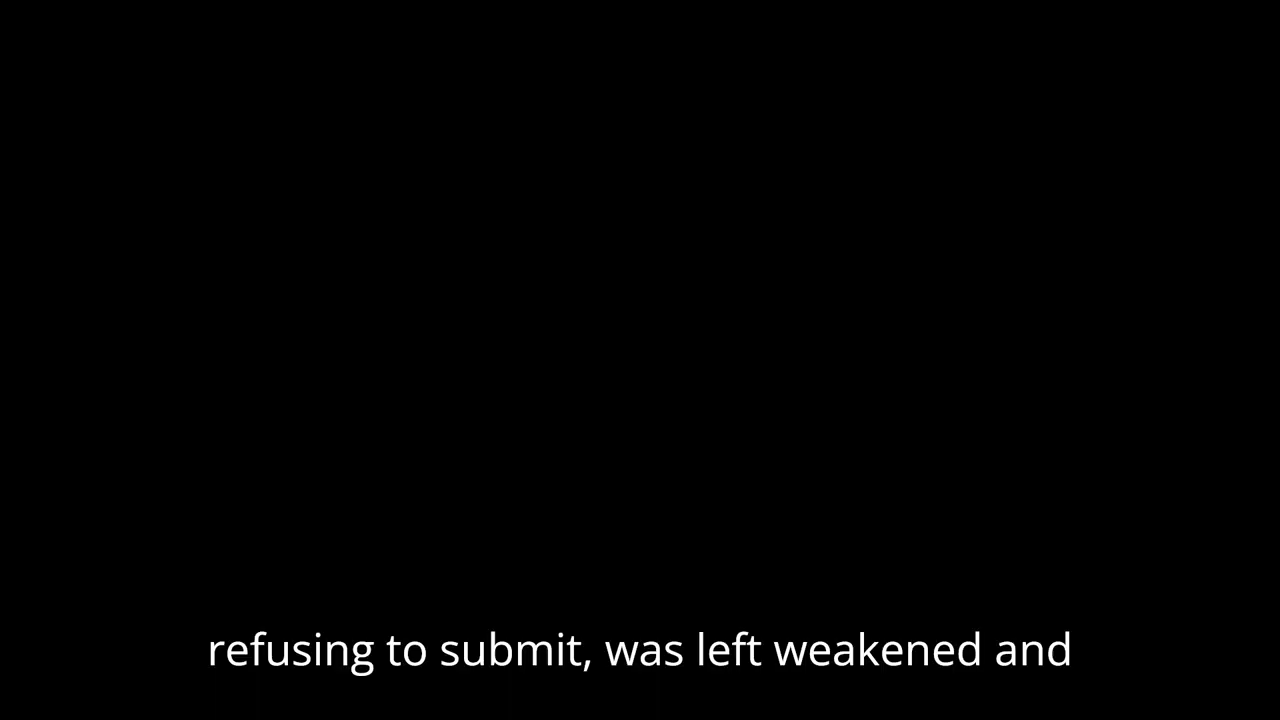 refusing to submit, was left weakened and